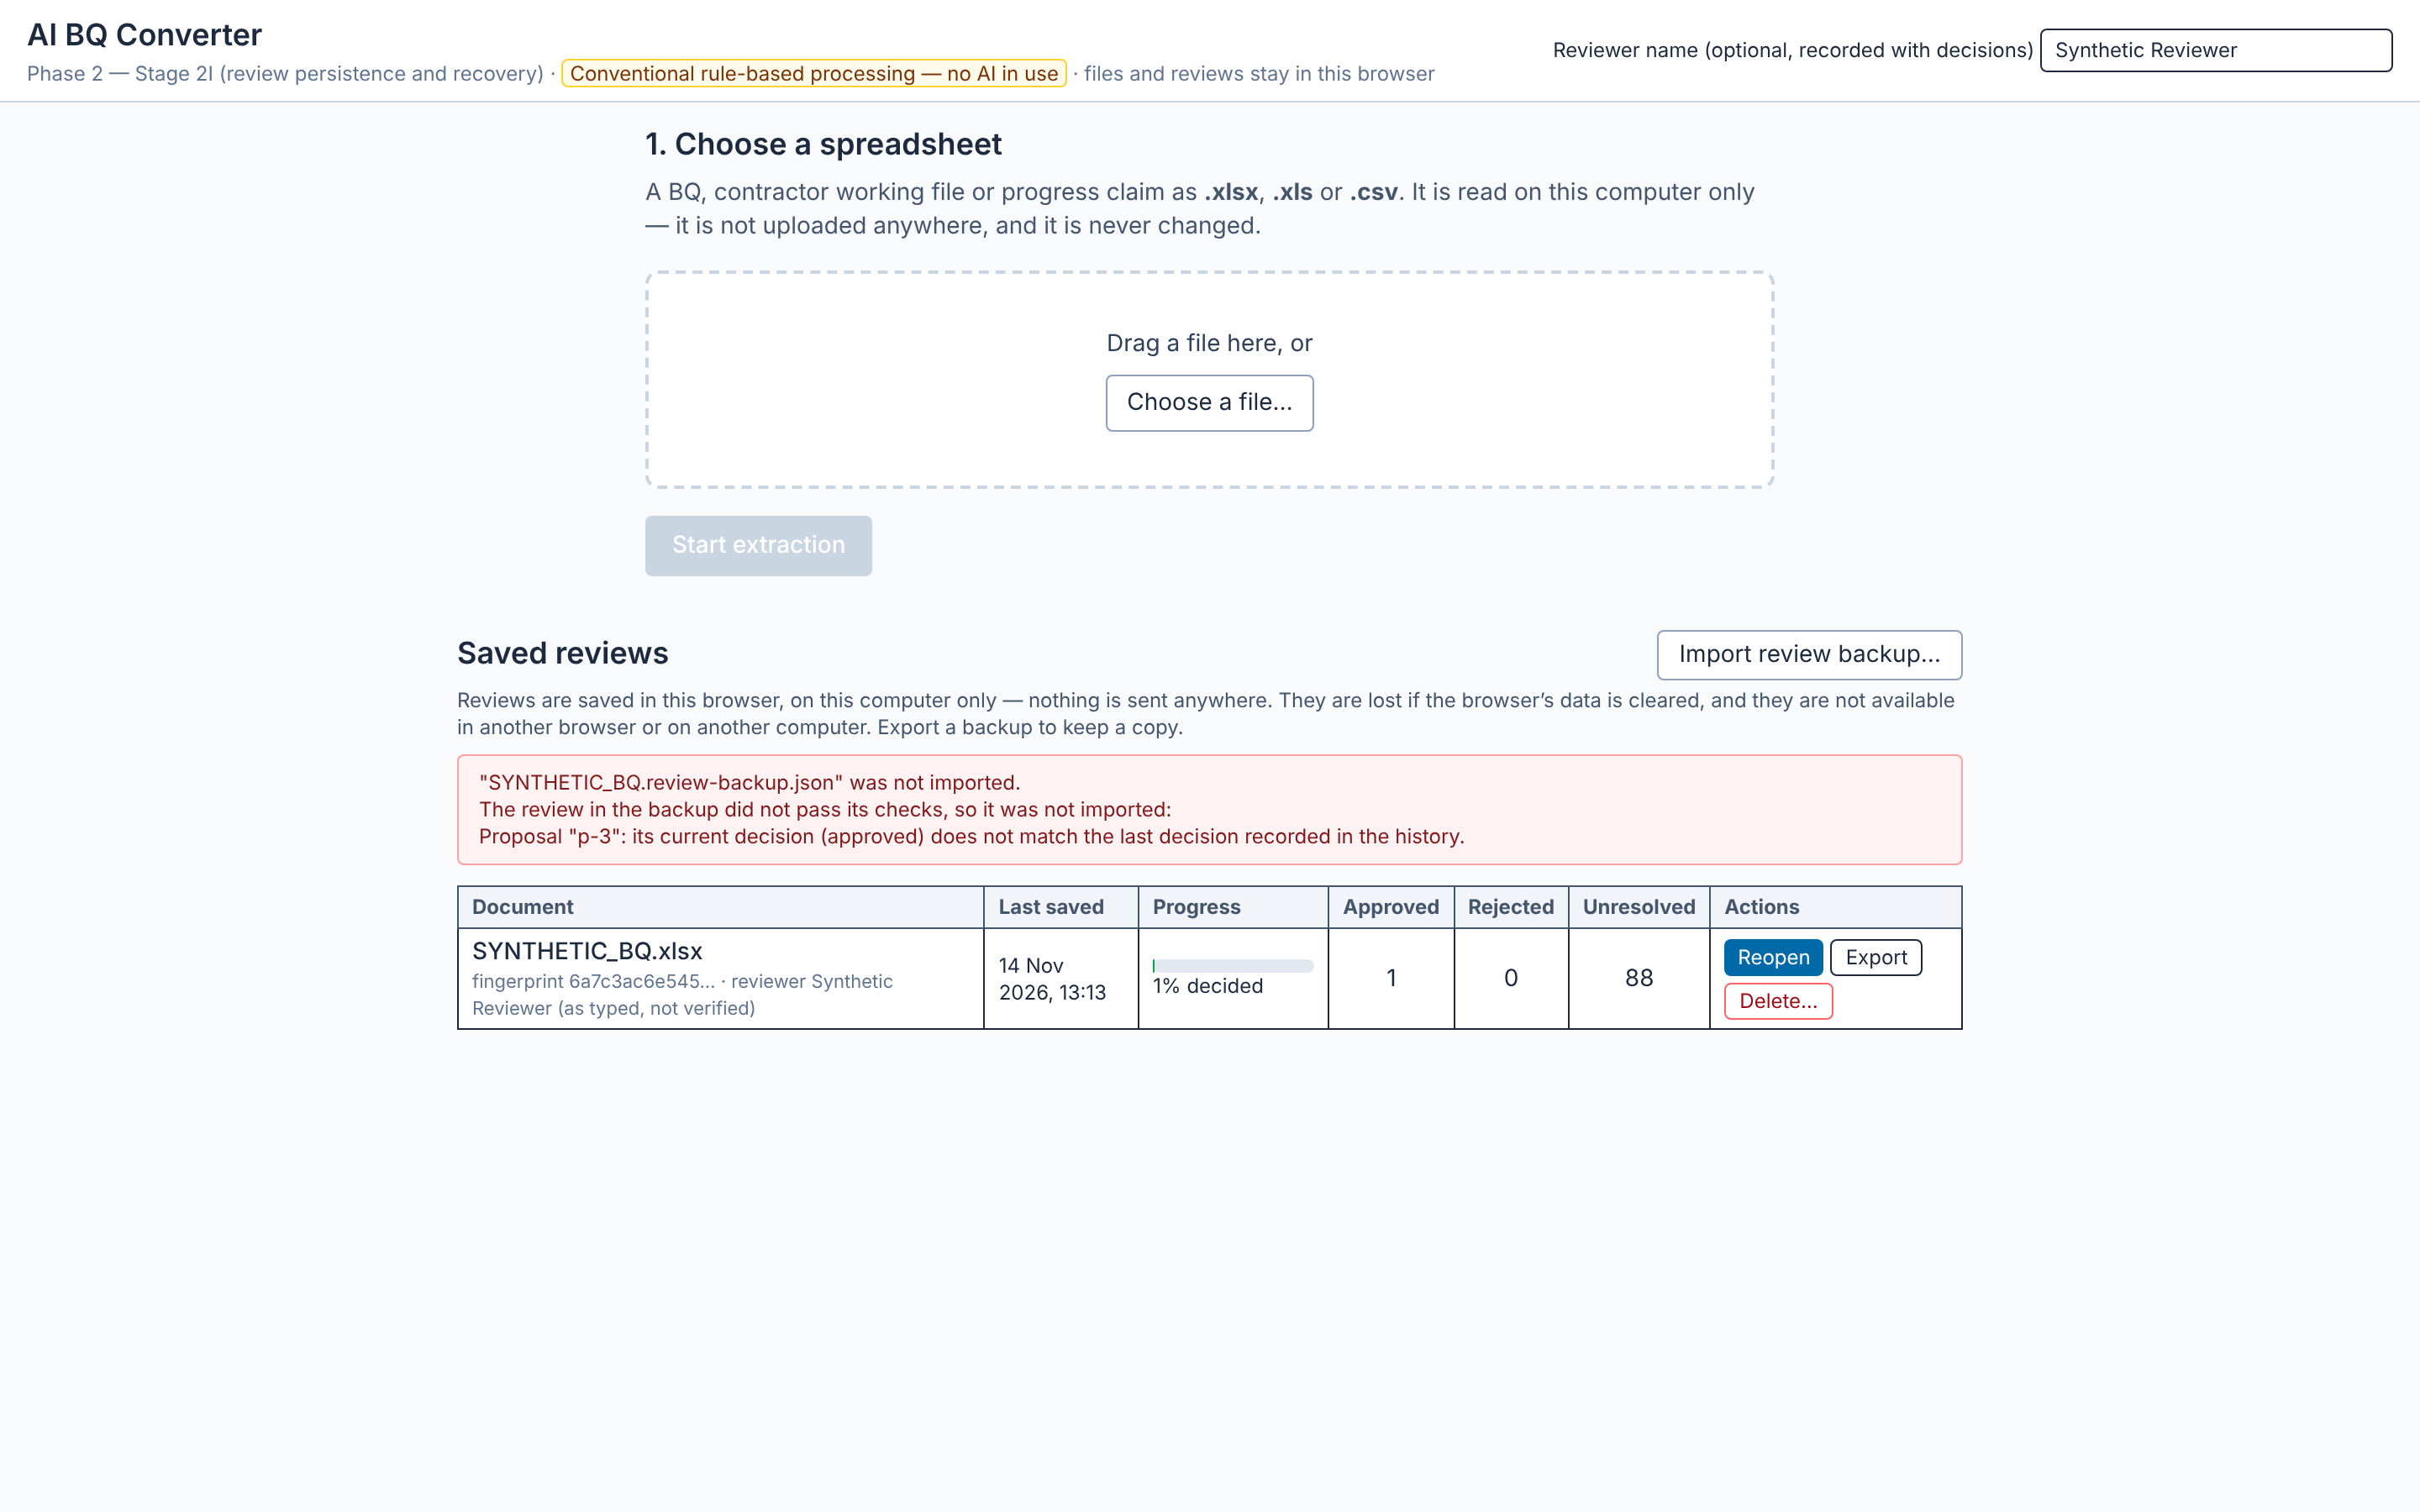 AI BQ Converter
Phase 2 — Stage 2I (review persistence and recovery) · Conventional rule-based processing — no AI in use · files and reviews stay in this browser
Reviewer name (optional, recorded with decisions) Synthetic Reviewer
1. Choose a spreadsheet
A BQ, contractor working file or progress claim as .xlsx, .xls or .csv. It is read on this computer only
— it is not uploaded anywhere, and it is never changed.
Drag a file here, or
Choose a file...
Start extraction
Saved reviews
Import review backup...
Reviews are saved in this browser, on this computer only — nothing is sent anywhere. They are lost if the browser’s data is cleared, and they are not available
in another browser or on another computer. Export a backup to keep a copy.
"SYNTHETIC_BQ.review-backup.json" was not imported.
The review in the backup did not pass its checks, so it was not imported:
Proposal "p-3": its current decision (approved) does not match the last decision recorded in the history.
Document Last saved Progress Approved Rejected Unresolved Actions
SYNTHETIC_BQ.xlsx
fingerprint 6a7c3ac6e545... · reviewer Synthetic
Reviewer (as typed, not verified)
14 Nov
2026, 13:13
1% decided
1
0
88
Reopen Export
Delete...